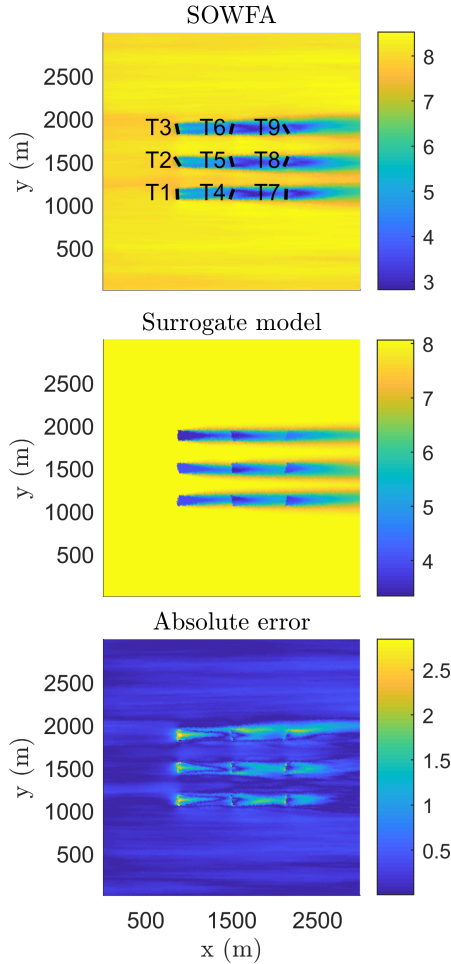 SOWFA
y (m)
2500
2000
1500
1000
500
T3 T6 T9
T2 T5 T8
T1 T4 T7
8
7
6
5
4
3
Surrogate model
y (m)
2500
2000
1500
1000
500
8
7
6
5
4
Absolute error
y (m)
2500
2000
1500
1000
500
2.5
2
1.5
1
0.5
500 1500 2500
x (m)